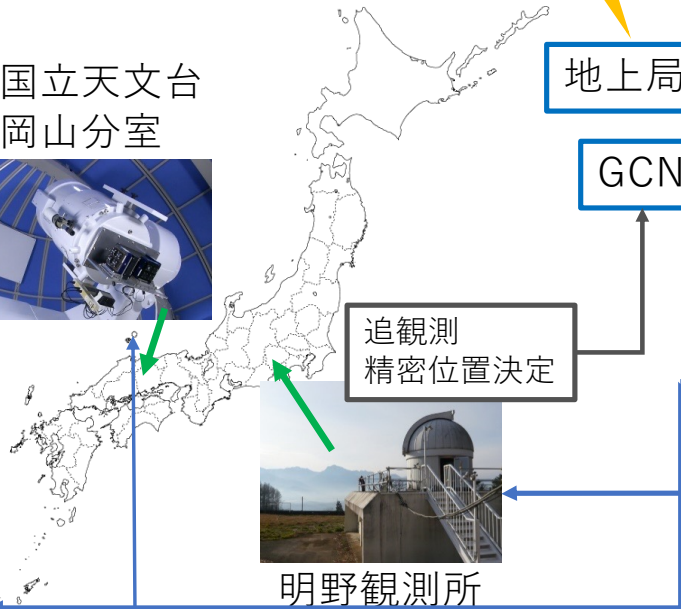 国立天文台
岡山分室
地上局
GCN
追観測
精密位置決定
明野観測所